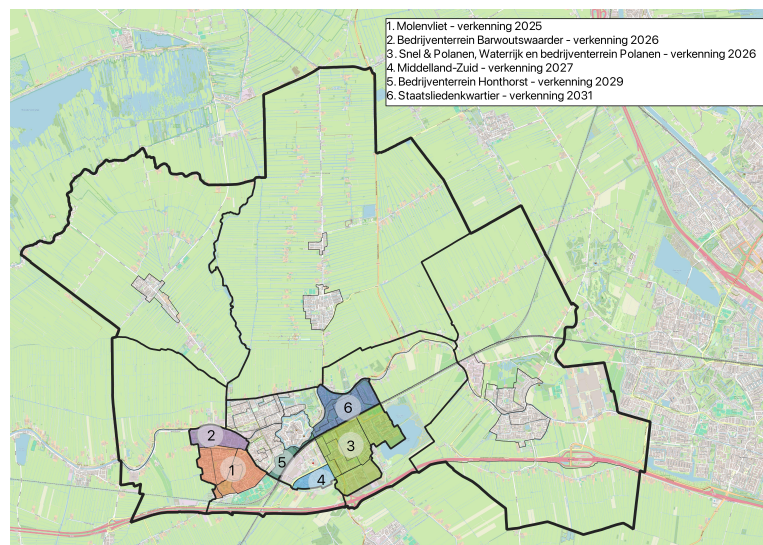 1. Molenvliet - verkenning 2025
2. Bedrijventerrein Barwoutswaarder - verkenning 2026
3. Snel & Polanen, Waterrijk en bedrijventerrein Polanen - verkenning 2026
4. Middelland-Zuid - verkenning 2027
5. Bedrijventerrein Honthorst - verkenning 2029
6. Staatsliedenkwartier - verkenning 2031
6
2
3
1
5
4